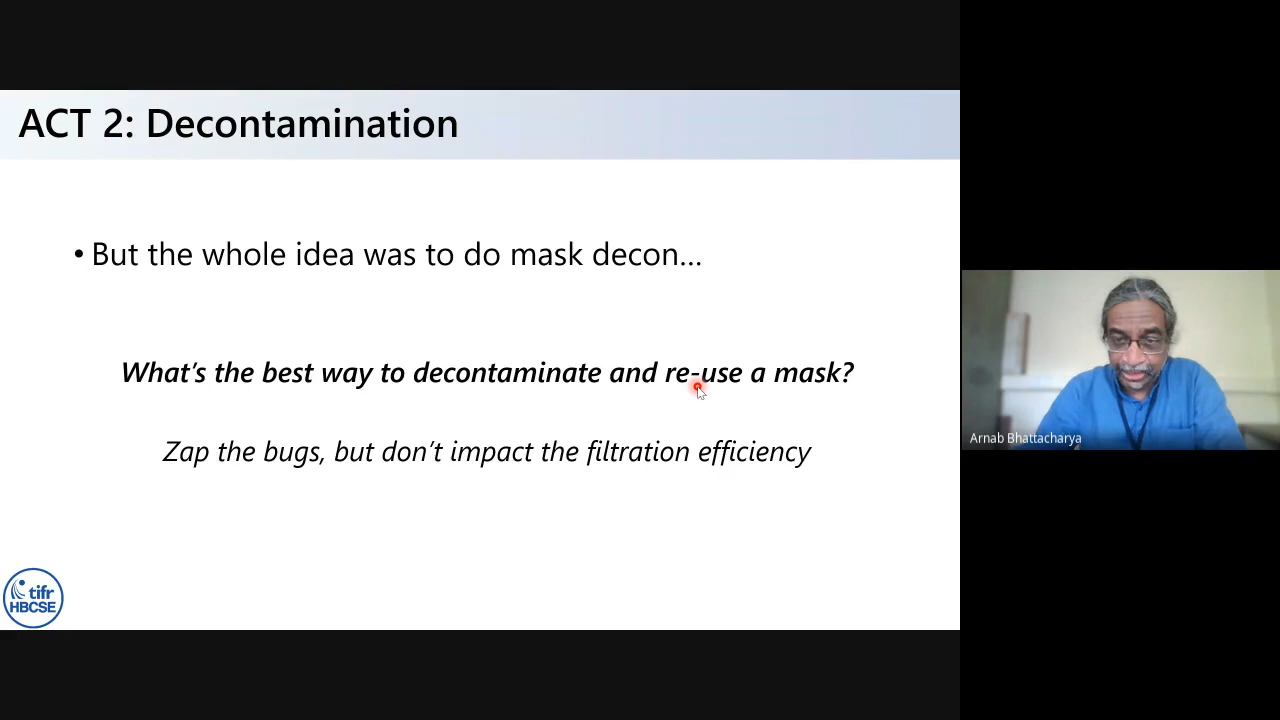 ACT 2: Decontamination
• But the whole idea was to do mask decon...
What's the best way to decontaminate and re-use a mask?
Zap the bugs, but don't impact the filtration efficiency
tifr
HBCSE
Arnab Bhattacharya